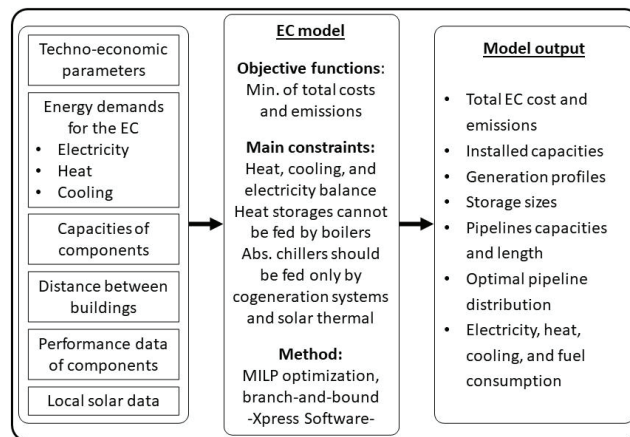 Techno-economic
parameters
Energy demands
for the EC
• Electricity
• Heat
• Cooling
Capacities of
components
Distance between
buildings
Performance data
of components
Local solar data
EC model
Objective functions:
Min. of total costs
and emissions
Main constraints:
Heat, cooling, and
electricity balance
Heat storages cannot
be fed by boilers
Abs. chillers should
be fed only by
cogeneration systems
and solar thermal
Method:
MILP optimization,
branch-and-bound
-Xpress Software-
Model output
• Total EC cost and
emissions
• Installed capacities
• Generation profiles
• Storage sizes
• Pipelines capacities
and length
• Optimal pipeline
distribution
• Electricity, heat,
cooling, and fuel
consumption